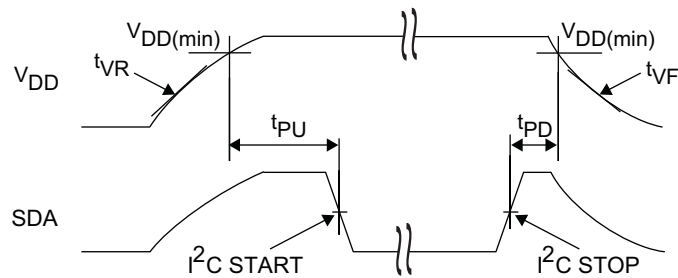 VDD(min) VDD(min)
tVR tVF
VDD
tPU tPD
SDA
I2C START I2C STOP